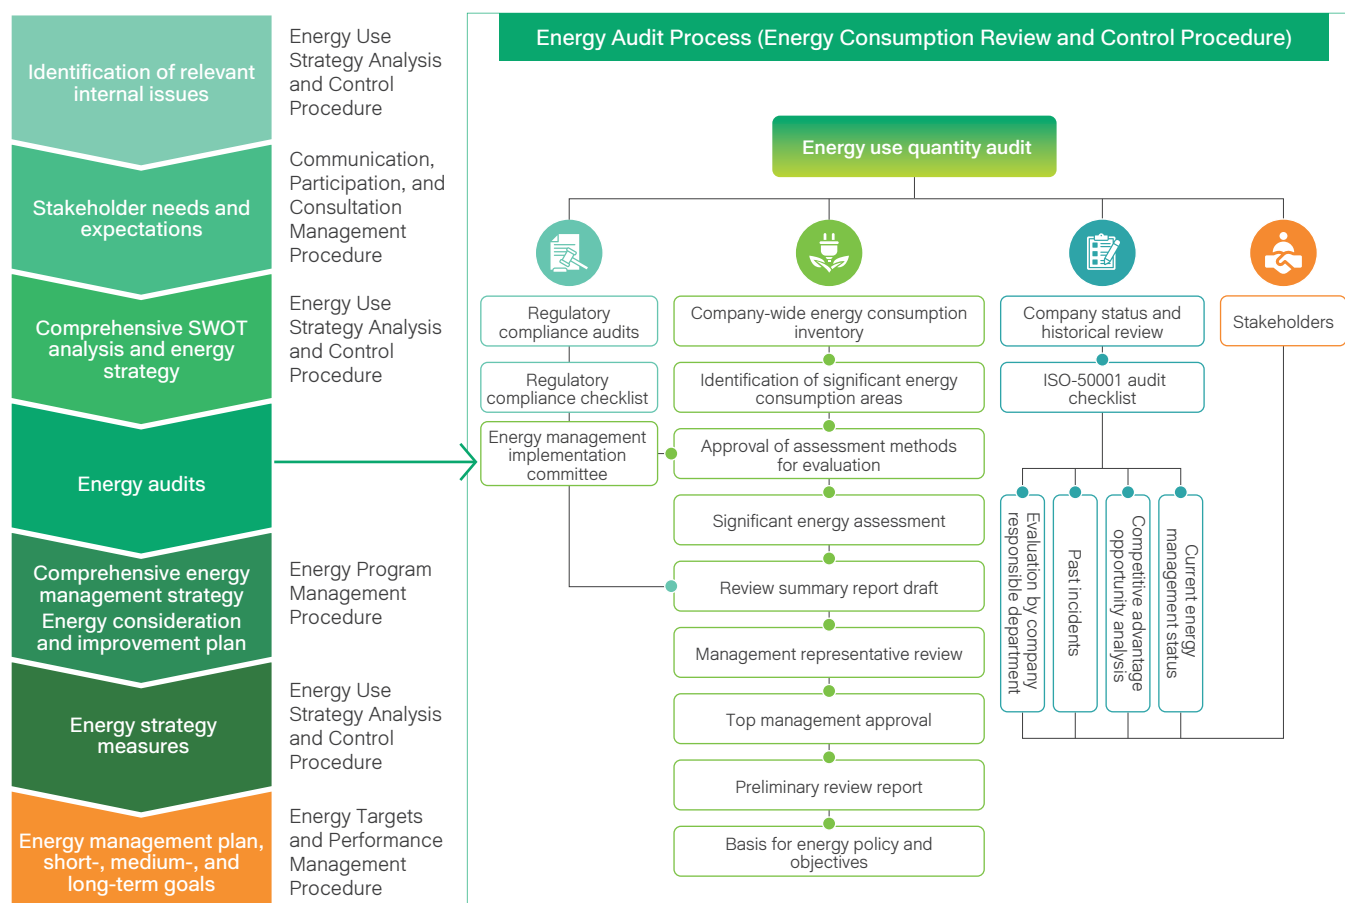 Identification of relevant
internal issues
Energy Use
Strategy Analysis
and Control
Procedure
Stakeholder needs and
expectations
Communication,
Participation, and
Consultation
Management
Procedure
Comprehensive SWOT
analysis and energy
strategy
Energy Use
Strategy Analysis
and Control
Procedure
Energy audits
Comprehensive energy
management strategy
Energy consideration
and improvement plan
Energy Program
Management
Procedure
Energy strategy
measures
Energy Use
Strategy Analysis
and Control
Procedure
Energy management plan,
short-, medium-, and
long-term goals
Energy Targets
and Performance
Management
Procedure
Energy Audit Process (Energy Consumption Review and Control Procedure)
Energy use quantity audit
Regulatory
compliance audits
Regulatory
compliance checklist
Energy management
implementation
committee
Company-wide energy consumption
inventory
Identification of significant energy
consumption areas
Approval of assessment methods
for evaluation
Significant energy assessment
Review summary report draft
Management representative review
Top management approval
Preliminary review report
Basis for energy policy and
objectives
Company status and
historical review
ISO-50001 audit
checklist
Evaluation by company
responsible department
Past incidents
Competitive advantage
opportunity analysis
Current energy
management status
Stakeholders